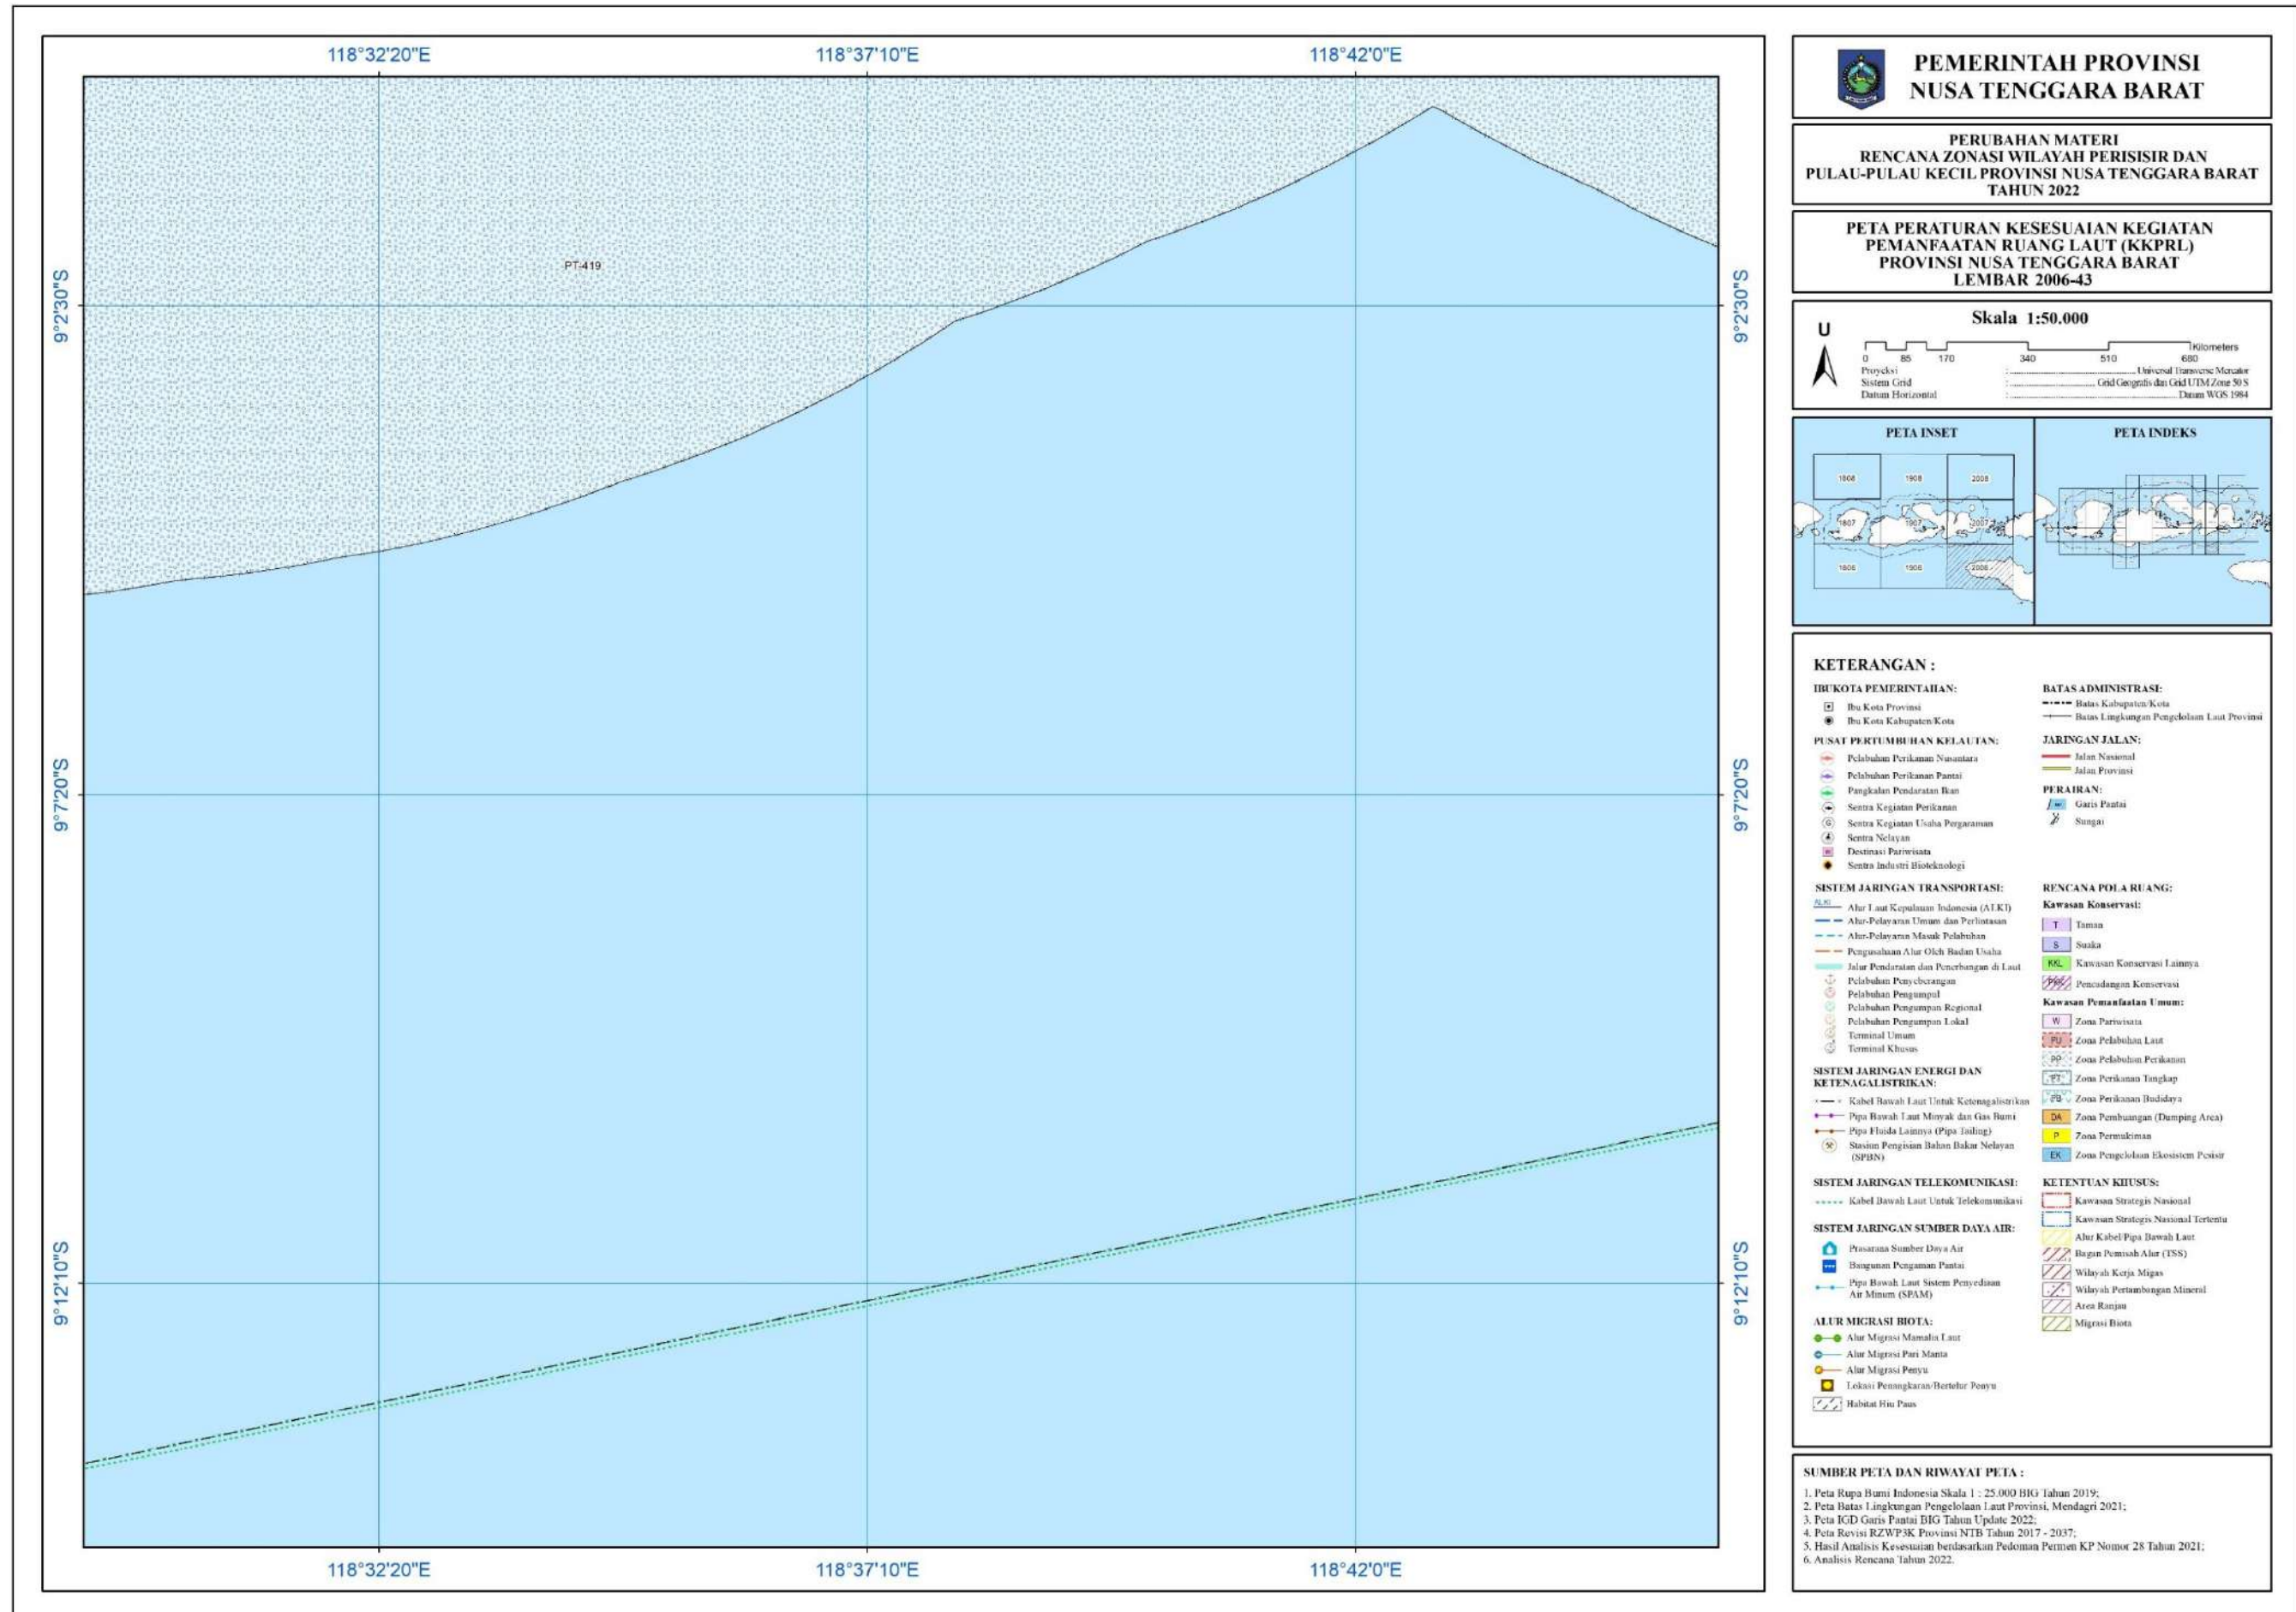 118°32'20"E 118°37'10"E 118°42'0"E
PT-419
9°2'30"S 9°2'30"S
9°7'20"S 9°7'20"S
9°12'10"S 9°12'10"S
118°32'20"E 118°37'10"E 118°42'0"E
PEMERINTAH PROVINSI
NUSA TENGGARA BARAT
PERUBAHAN MATERI
RENCANA ZONASI WILAYAH PERISISIR DAN
PULAU-PULAU KECIL PROVINSI NUSA TENGGARA BARAT
TAHUN 2022
PETA PERATURAN KESESUAIAN KEGIATAN
PEMANFAATAN RUANG LAUT (KKPRL)
PROVINSI NUSA TENGGARA BARAT
LEMBAR 2006-43
Skala 1:50.000
U
Kilometers
0 85 170 340 510 680
Proyeksi : Universal Transverse Mercator
Sistem Grid : Grid Geografis dan Grid UTM Zone 50 S
Datum Horizontal : Datum WGS 1984
PETA INSET
1808 1908 2008
1807 1907 2007
1806 1906 2006
PETA INDEKS
KETERANGAN :
IBUKOTA PEMERINTAHAN:
Ibu Kota Provinsi
Ibu Kota Kabupaten/Kota
PUSAT PERTUMBUHAN KELAUTAN:
Pelabuhan Perikanan Nusantara
Pelabuhan Perikanan Pantai
Pangkalan Pendaratan Ikan
Sentra Kegiatan Perikanan
G Sentra Kegiatan Usaha Pergaraman
Sentra Nelayan
Destinasi Pariwisata
Sentra Industri Bioteknologi
SISTEM JARINGAN TRANSPORTASI:
ALKI Alur Laut Kepulauan Indonesia (ALKI)
Alur-Pelayaran Umum dan Perlintasan
Alur-Pelayaran Masuk Pelabuhan
Pengusahaan Alur Oleh Badan Usaha
Jalur Pendaratan dan Penerbangan di Laut
Pelabuhan Penyeberangan
Pelabuhan Pengumpul
Pelabuhan Pengumpan Regional
Pelabuhan Pengumpan Lokal
Terminal Umum
Terminal Khusus
SISTEM JARINGAN ENERGI DAN
KETENAGALISTRIKAN:
Kabel Bawah Laut Untuk Ketenagalistrikan
Pipa Bawah Laut Minyak dan Gas Bumi
Pipa Fluida Lainnya (Pipa Tailing)
Stasiun Pengisian Bahan Bakar Nelayan
(SPBN)
SISTEM JARINGAN TELEKOMUNIKASI:
Kabel Bawah Laut Untuk Telekomunikasi
SISTEM JARINGAN SUMBER DAYA AIR:
Prasarana Sumber Daya Air
Bangunan Pengaman Pantai
Pipa Bawah Laut Sistem Penyediaan
Air Minum (SPAM)
ALUR MIGRASI BIOTA:
Alur Migrasi Mamalia Laut
Alur Migrasi Pari Manta
Alur Migrasi Penyu
Lokasi Penangkaran/Bertelur Penyu
Habitat Hiu Paus
BATAS ADMINISTRASI:
Batas Kabupaten/Kota
Batas Lingkungan Pengelolaan Laut Provinsi
JARINGAN JALAN:
Jalan Nasional
Jalan Provinsi
PERAIRAN:
Garis Pantai
Sungai
RENCANA POLA RUANG:
Kawasan Konservasi:
T Taman
S Suaka
KKL Kawasan Konservasi Lainnya
Pencadangan Konservasi
Kawasan Pemanfaatan Umum:
W Zona Pariwisata
PU Zona Pelabuhan Laut
PP Zona Pelabuhan Perikanan
PT Zona Perikanan Tangkap
PB Zona Perikanan Budidaya
DA Zona Pembuangan (Dumping Area)
P Zona Permukiman
EK Zona Pengelolaan Ekosistem Pesisir
KETENTUAN KHUSUS:
Kawasan Strategis Nasional
Kawasan Strategis Nasional Tertentu
Alur Kabel/Pipa Bawah Laut
Bagan Pemisah Alur (TSS)
Wilayah Kerja Migas
Wilayah Pertambangan Mineral
Area Ranjau
Migrasi Biota
SUMBER PETA DAN RIWAYAT PETA :
1. Peta Rupa Bumi Indonesia Skala 1 : 25.000 BIG Tahun 2019;
2. Peta Batas Lingkungan Pengelolaan Laut Provinsi, Mendagri 2021;
3. Peta IGD Garis Pantai BIG Tahun Update 2022;
4. Peta Revisi RZWP3K Provinsi NTB Tahun 2017 - 2037;
5. Hasil Analisis Kesesuaian berdasarkan Pedoman Permen KP Nomor 28 Tahun 2021;
6. Analisis Rencana Tahun 2022.